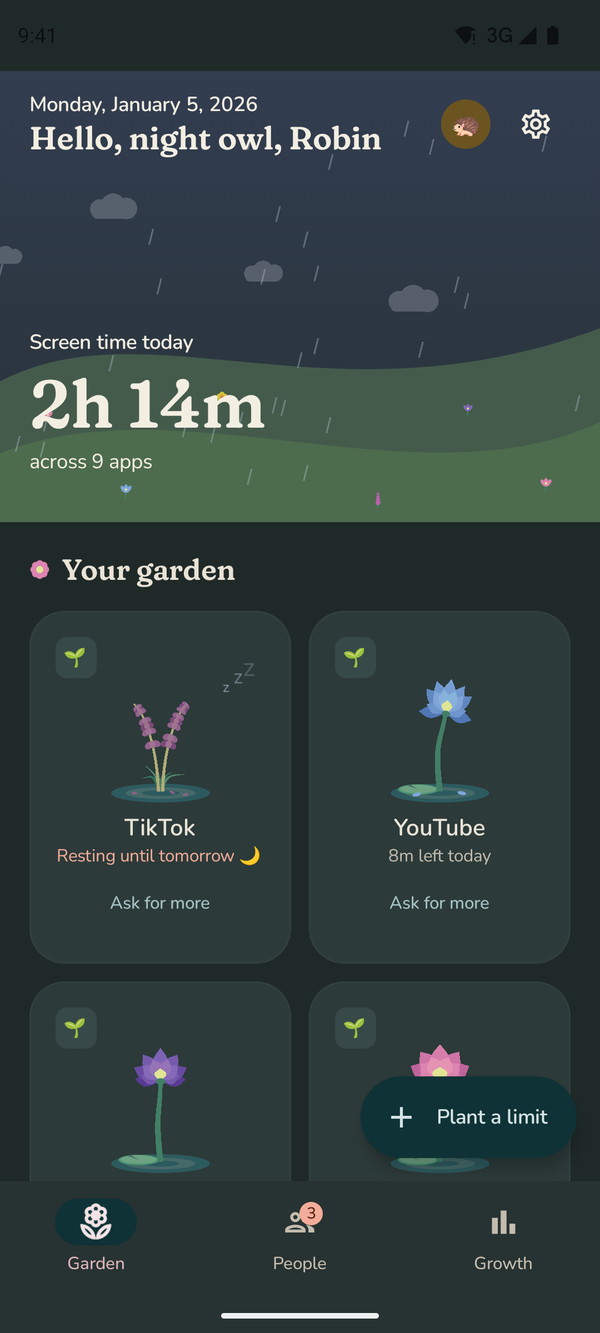 9:41
3G
Monday, January 5, 2026
Hello, night owl, Robin
Screen time today
2h 14m
across 9 apps
Your garden
z z Z
TikTok
Resting until tomorrow 🌙
Ask for more
YouTube
8m left today
Ask for more
+ Plant a limit
3
Garden
People
Growth